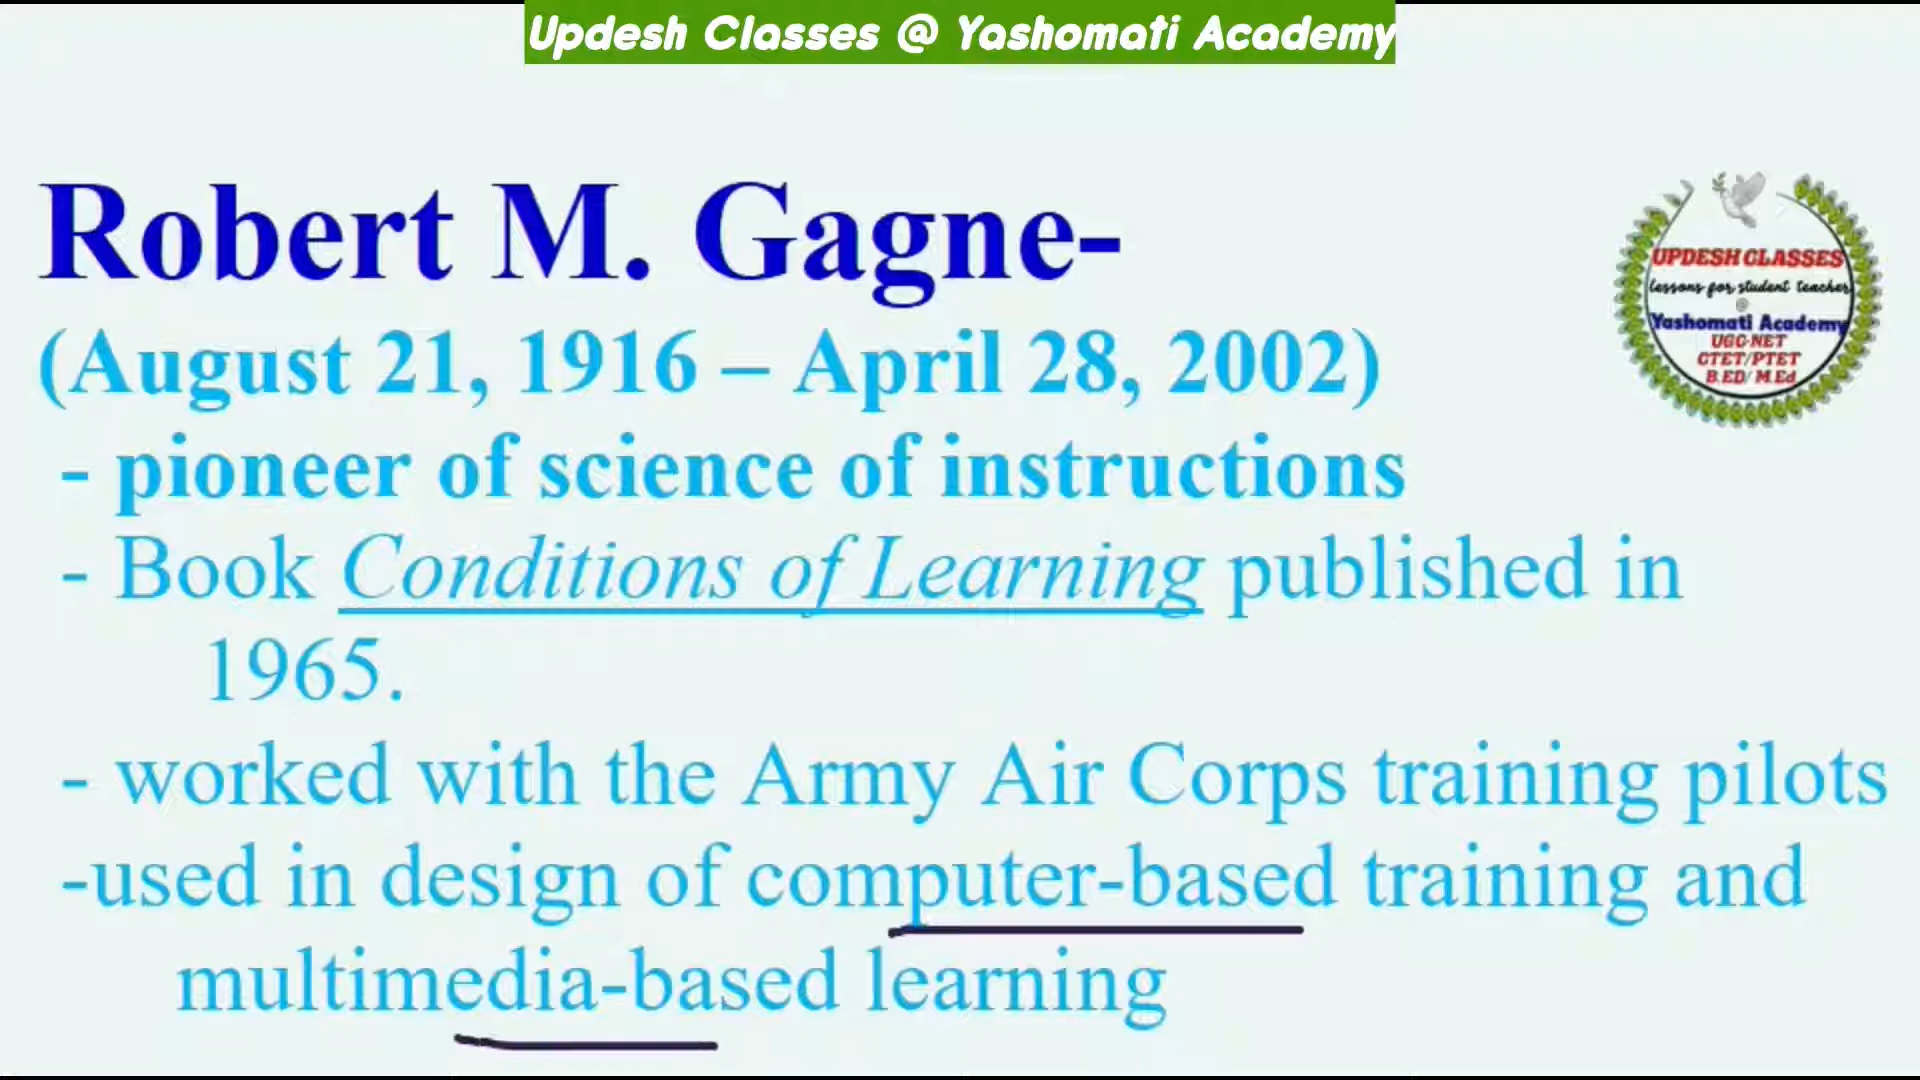 Updesh Classes @ Yashomati Academy
Robert M. Gagne-
(August 21, 1916 – April 28, 2002)
- pioneer of science of instructions
- Book Conditions of Learning published in
1965.
- worked with the Army Air Corps training pilots
-used in design of computer-based training and
multimedia-based learning
UPDESH CLASSES
lessons for student teacher
@
Yashomati Academy
UGC-NET
CTET/PTET
B.ED/ M.Ed